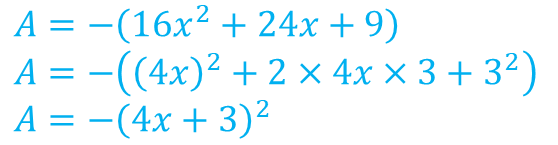 A = −(16x² + 24x + 9)
A = −((4x)² + 2 × 4x × 3 + 3²)
A = −(4x + 3)²